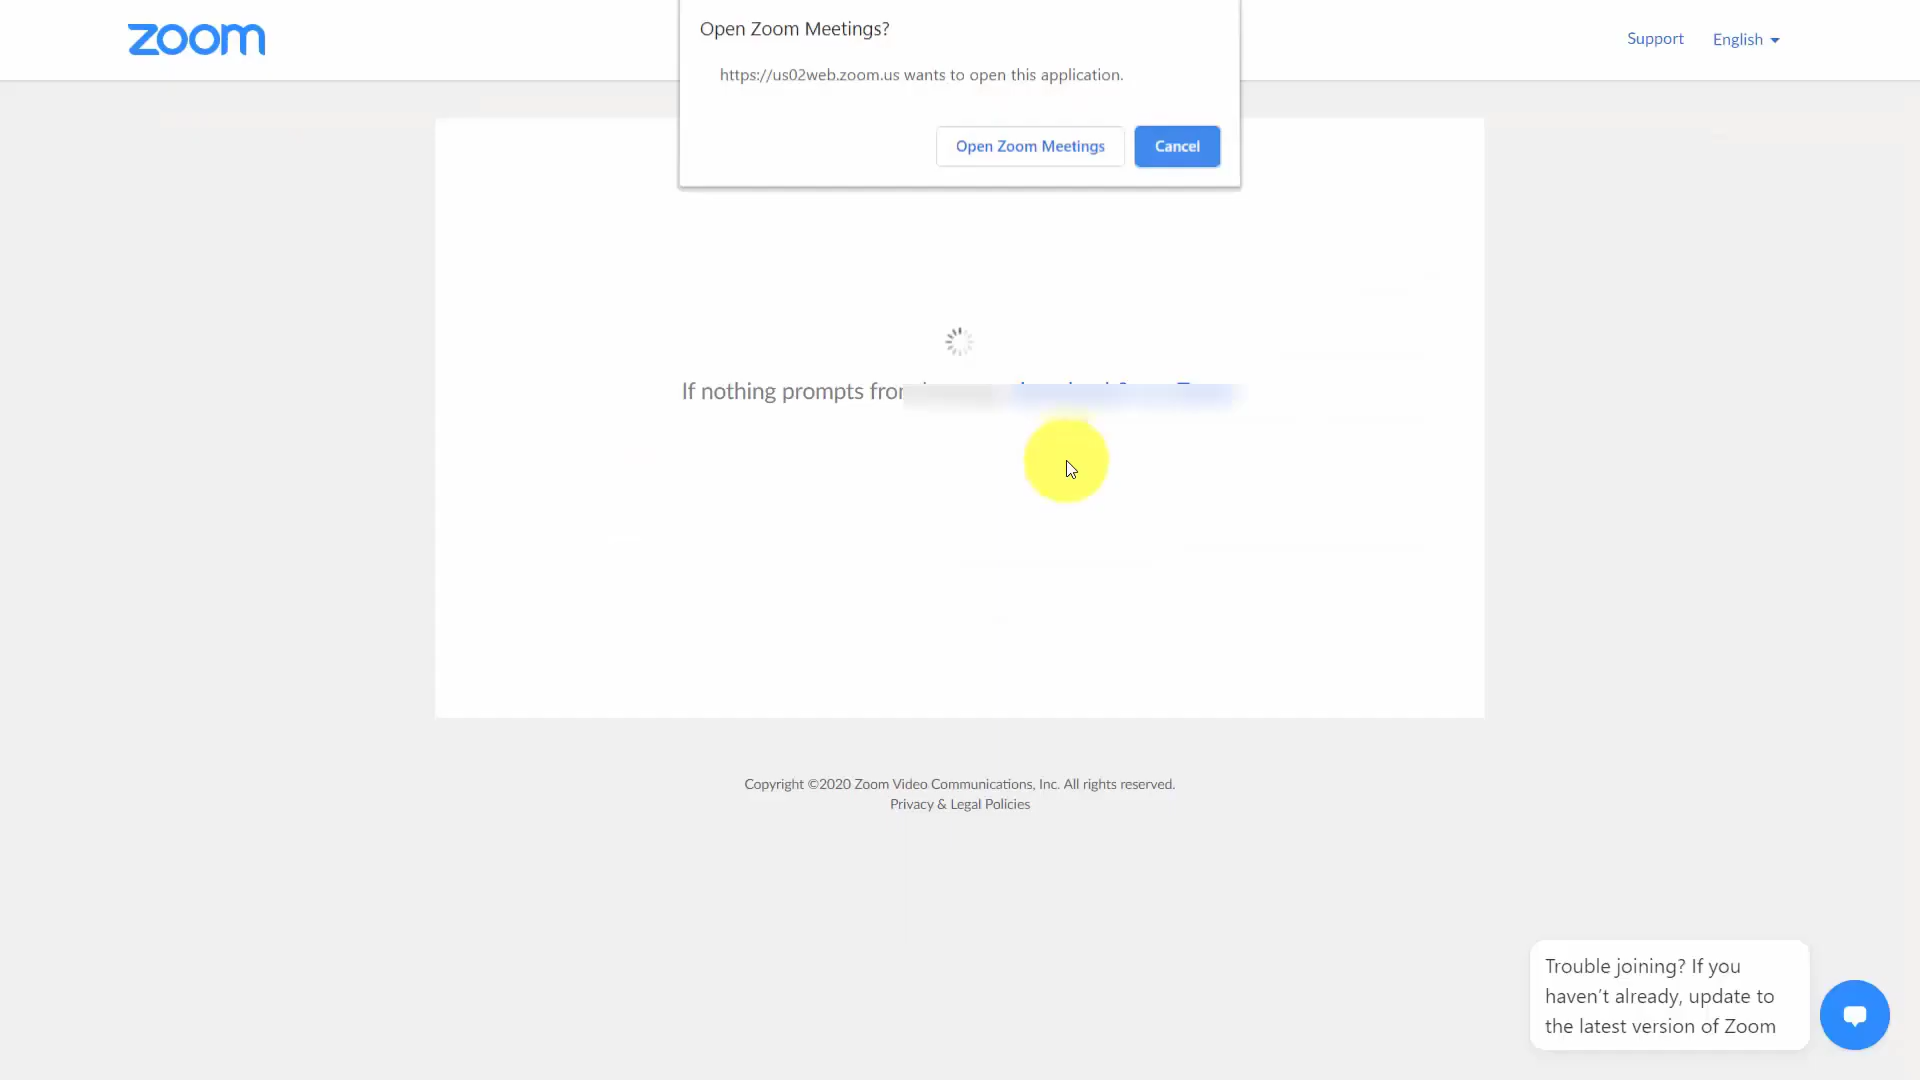 zoom
Open Zoom Meetings?
https://us02web.zoom.us wants to open this application.
Open Zoom Meetings
Cancel
Support
English
If nothing prompts
Copyright ©2020 Zoom Video Communications, Inc. All rights reserved.
Privacy & Legal Policies
Trouble joining? If you
haven't already, update to
the latest version of Zoom